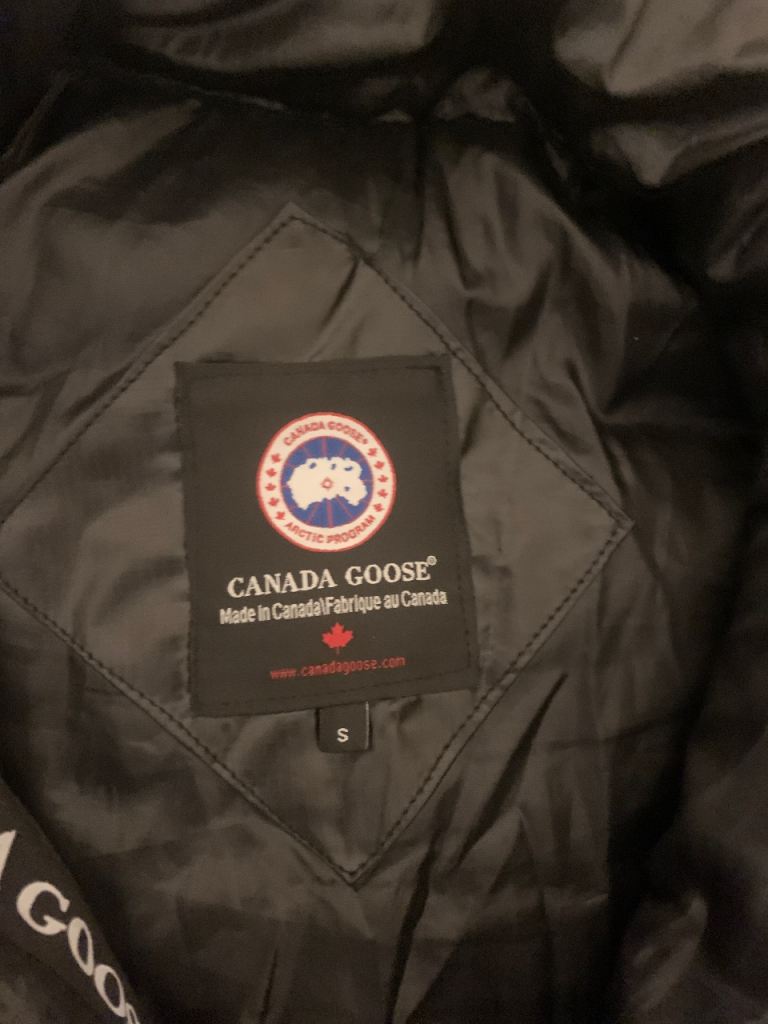 CANADA GOOSE®
ARCTIC PROGRAM
CANADA GOOSE®
Made in Canada\Fabrique au Canada
www.canadagoose.com
S
A GOOS